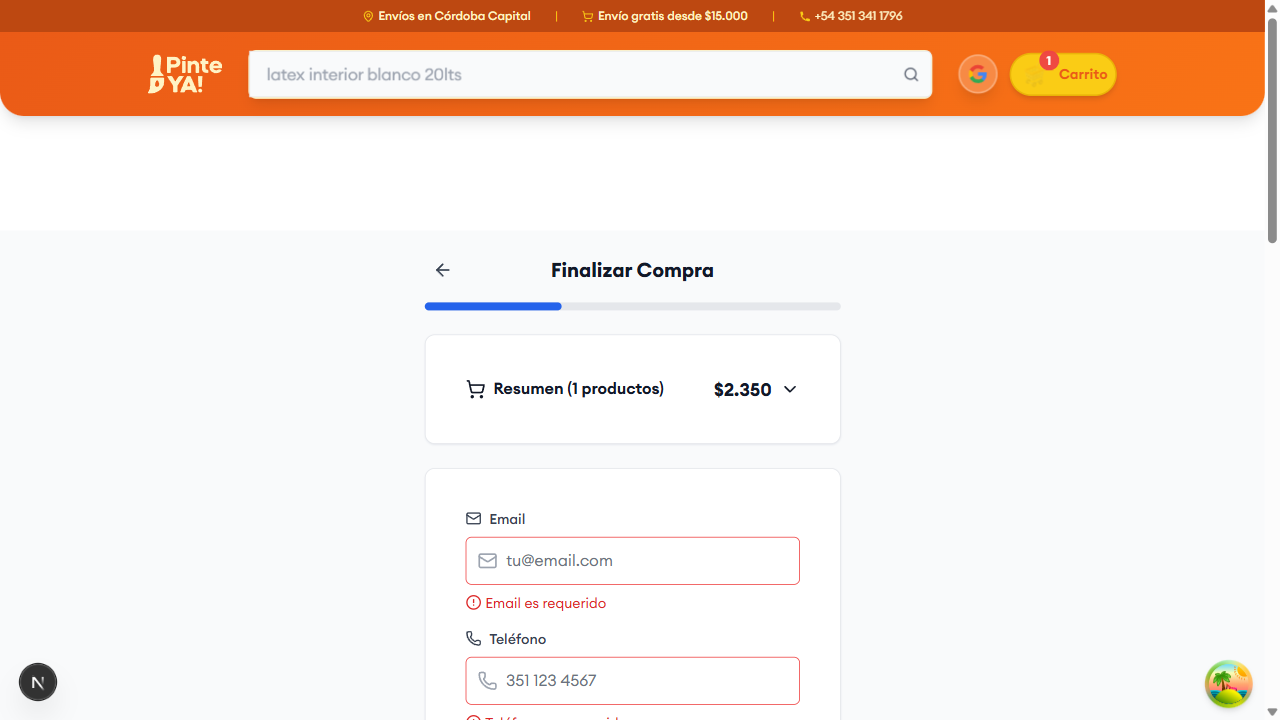 Envíos en Córdoba Capital | Envío gratis desde $15.000 | +54 351 341 1796
Pinte
YA!
latex interior blanco 20lts
1
Carrito
Finalizar Compra
Resumen (1 productos) $2.350
Email
tu@email.com
Email es requerido
Teléfono
351 123 4567
N